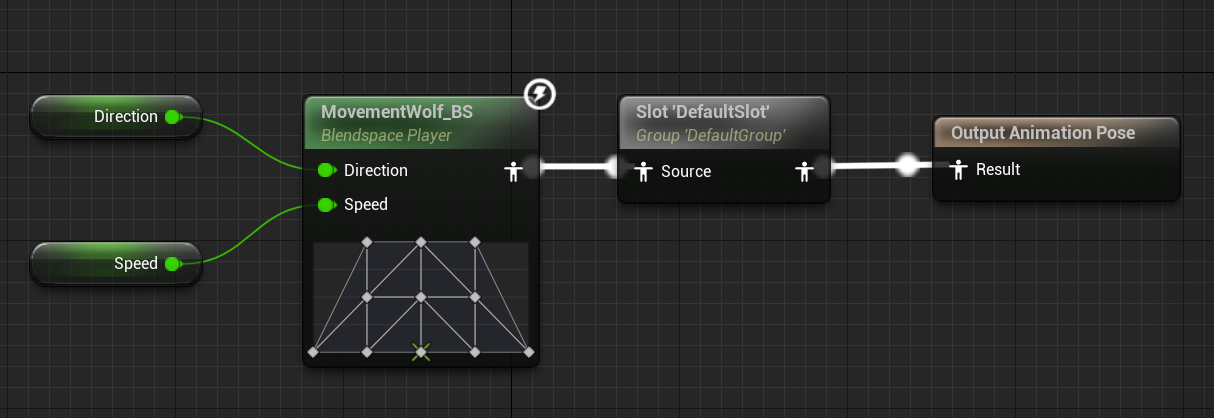 Direction
Speed
MovementWolf_BS
Blendspace Player
Direction
Speed
Slot 'DefaultSlot'
Group 'DefaultGroup'
Source
Output Animation Pose
Result